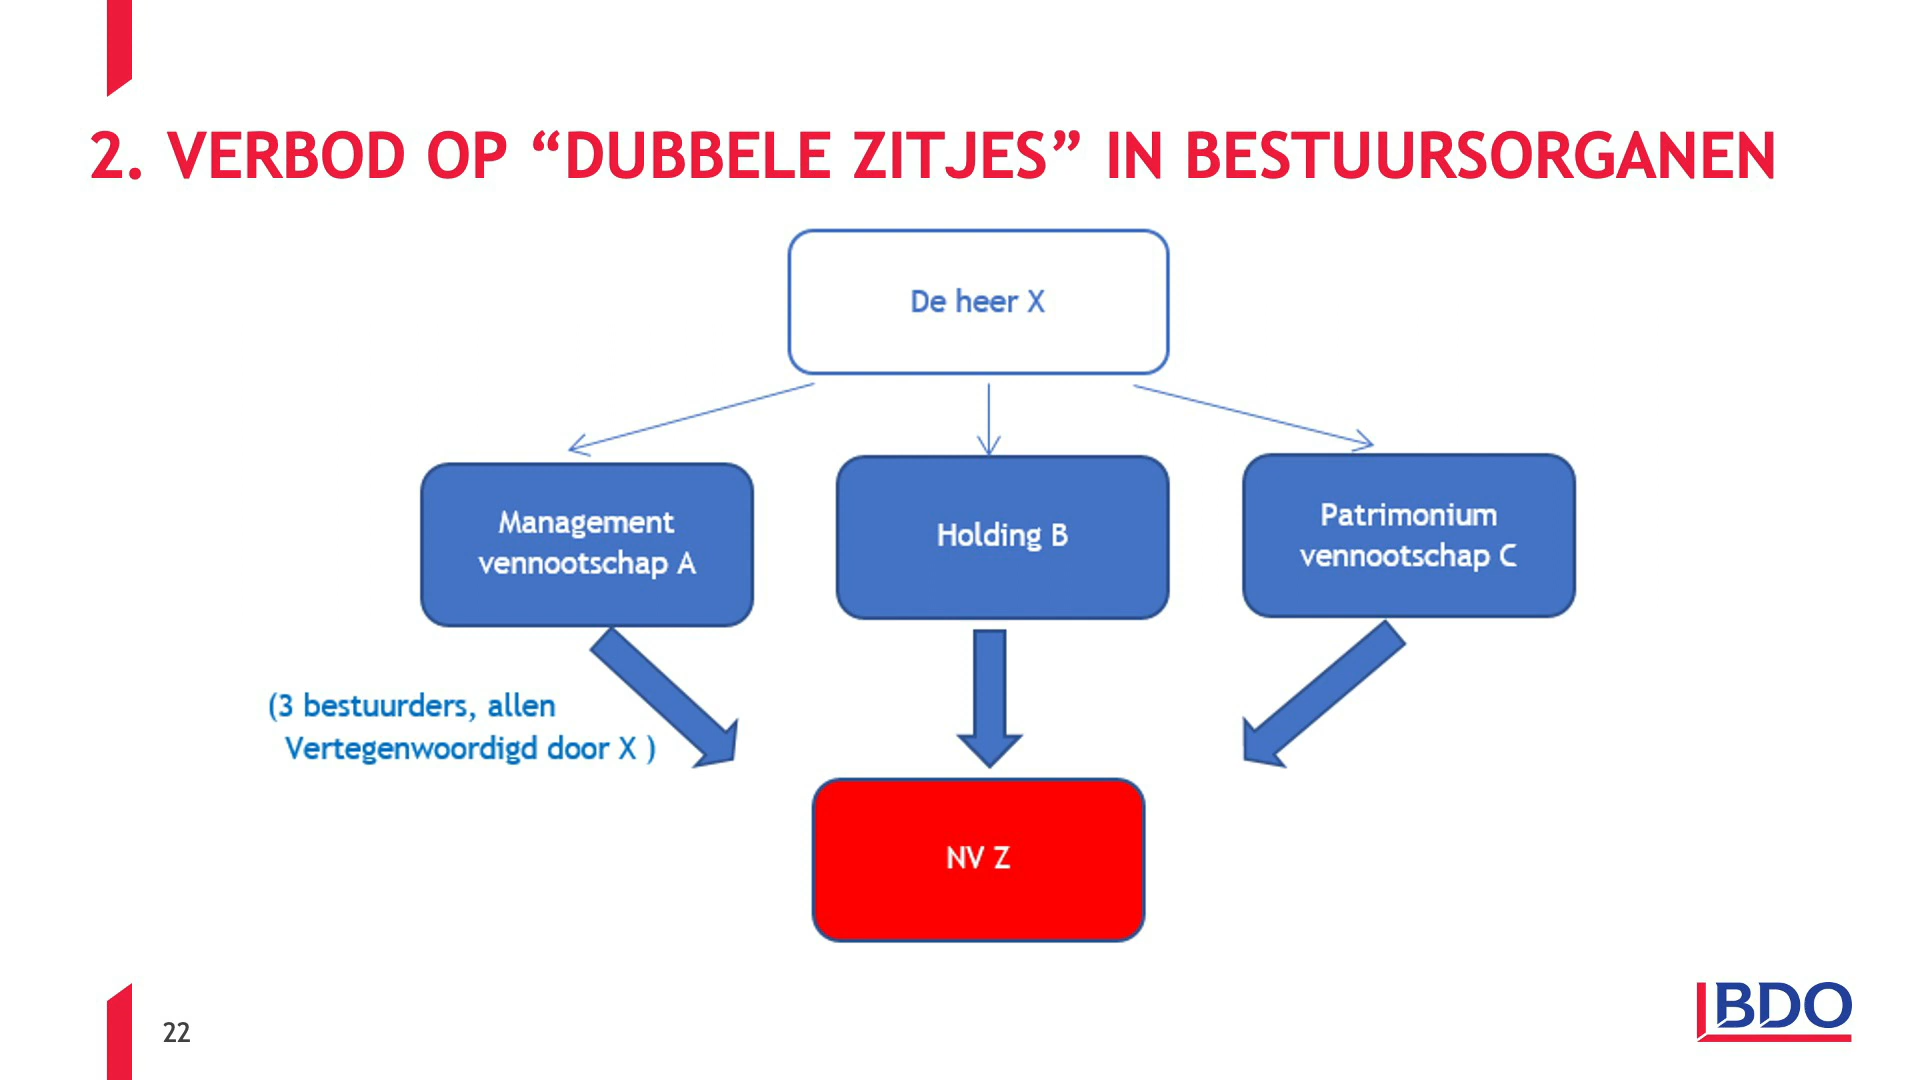 2. VERBOD OP “DUBBELE ZITJES” IN BESTUURSORGANEN
De heer X
Management
vennootschap A
Holding B
Patrimonium
vennootschap C
(3 bestuurders, allen
Vertegenwoordigd door X )
NV Z
22
BDO